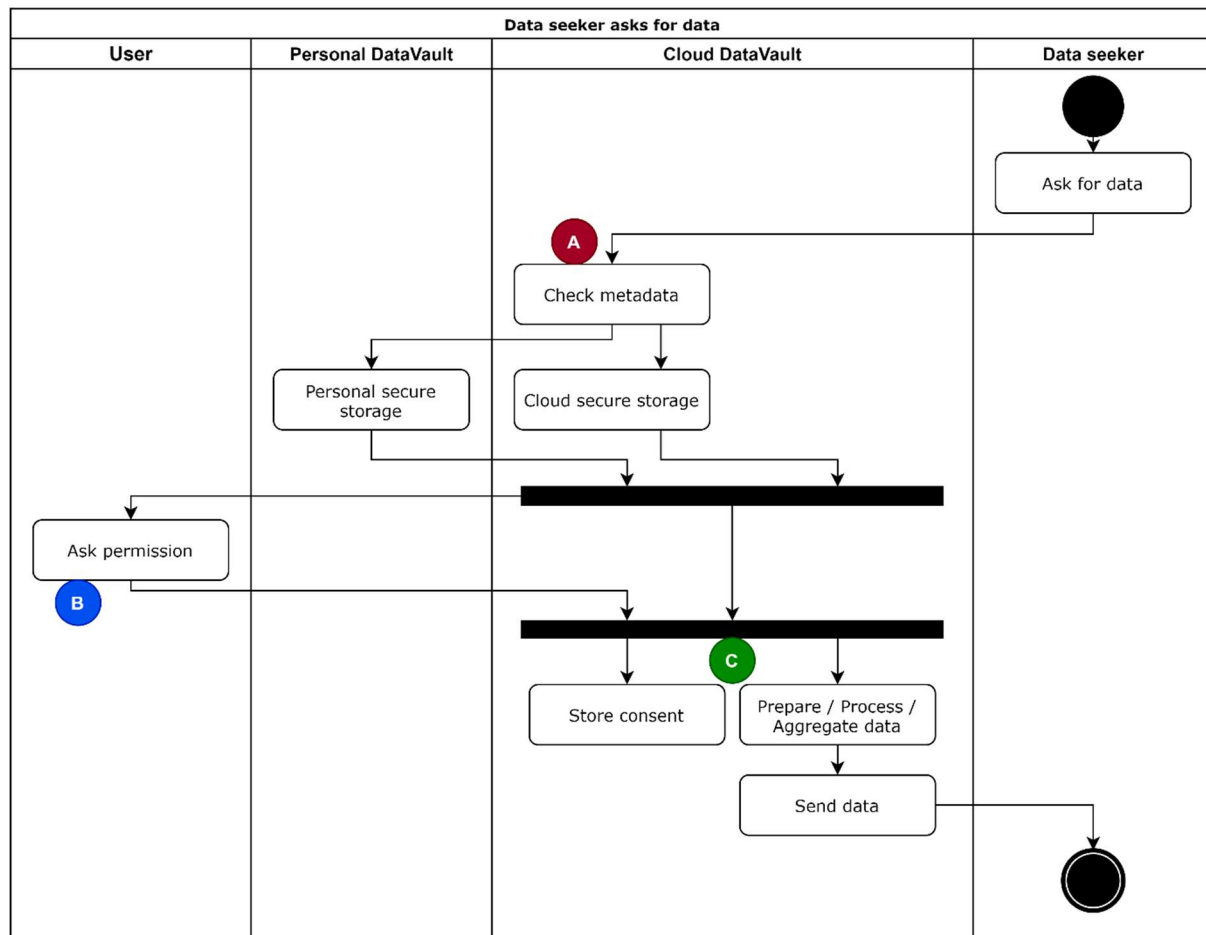 Data seeker asks for data
User
Personal DataVault
Cloud DataVault
Data seeker
Ask for data
A
Check metadata
Personal secure
storage
Cloud secure storage
Ask permission
B
C
Store consent
Prepare / Process /
Aggregate data
Send data